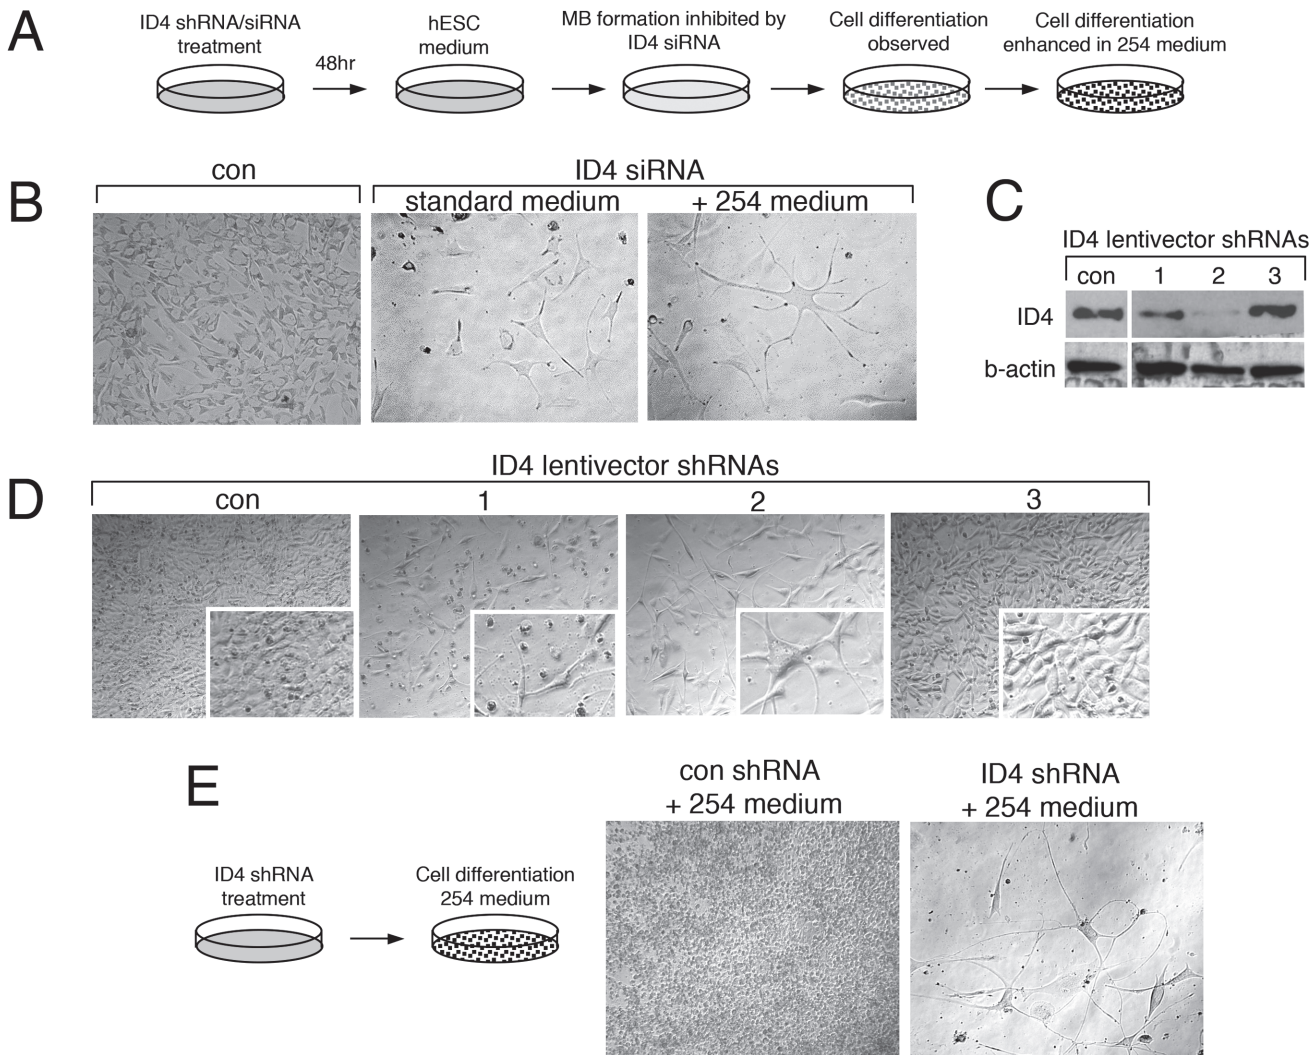 A
ID4 shRNA/siRNA
treatment
48hr
hESC
medium
MB formation inhibited by
ID4 siRNA
Cell differentiation
observed
Cell differentiation
enhanced in 254 medium
B
con
ID4 siRNA
standard medium
+ 254 medium
C
ID4 lentivector shRNAs
con 1 2 3
ID4
b-actin
D
ID4 lentivector shRNAs
con 1 2 3
E
ID4 shRNA
treatment
Cell differentiation
254 medium
con shRNA
+ 254 medium
ID4 shRNA
+ 254 medium